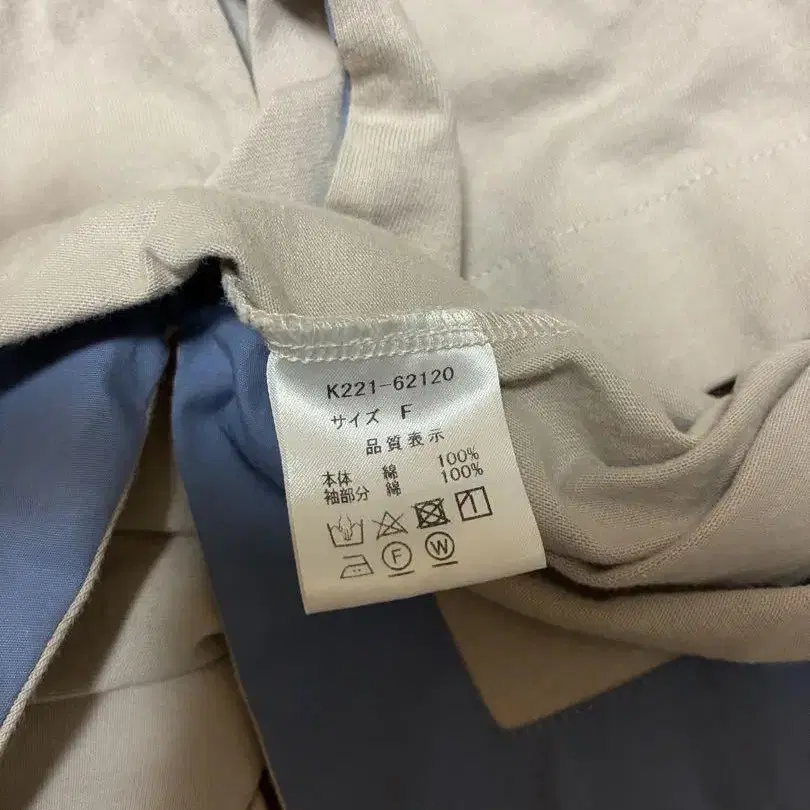 K221-62120
サイズ F
品質表示
本体 綿 100%
袖部分 綿 100%
F W